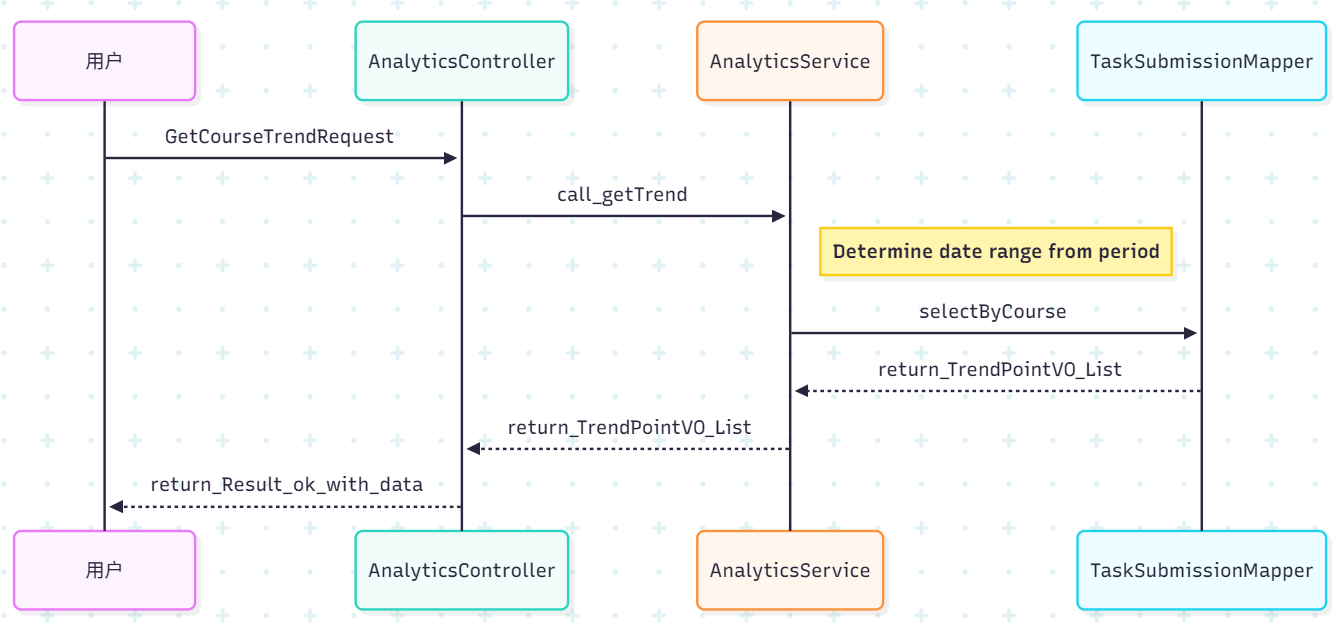 用户
AnalyticsController
AnalyticsService
TaskSubmissionMapper
GetCourseTrendRequest
call_getTrend
Determine date range from period
selectByCourse
return_TrendPointVO_List
return_TrendPointVO_List
return_Result_ok_with_data
用户
AnalyticsController
AnalyticsService
TaskSubmissionMapper